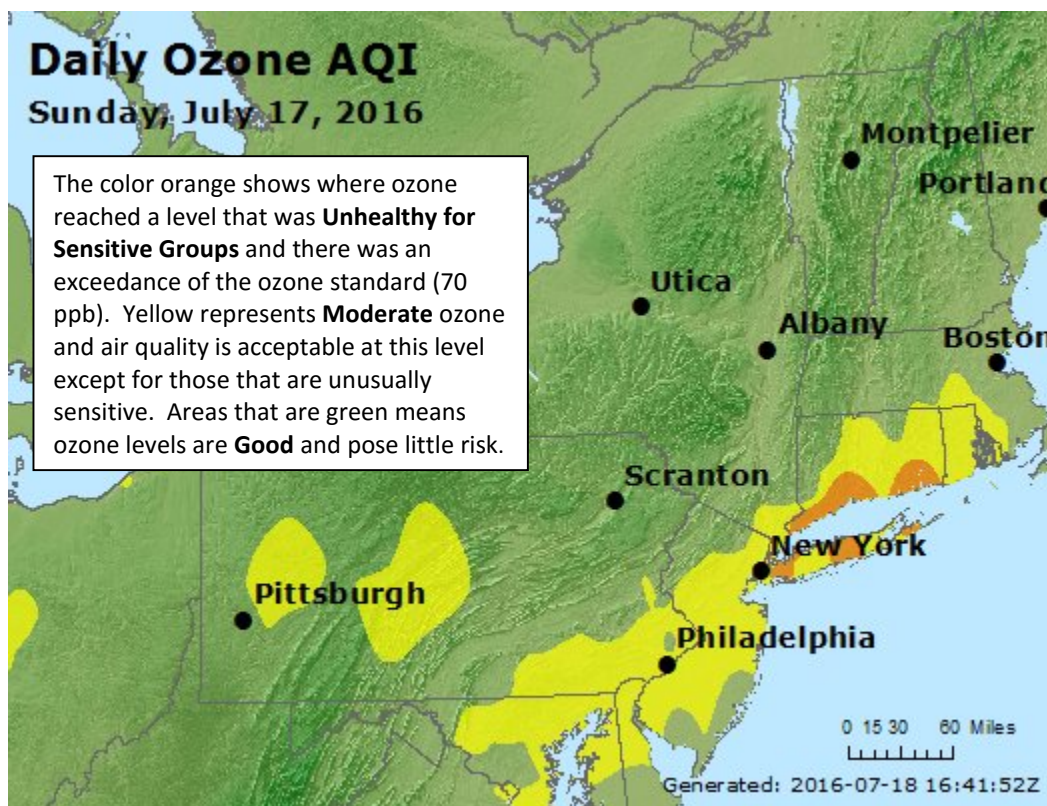 Daily Ozone AQI
Sunday, July 17, 2016
The color orange shows where ozone
reached a level that was Unhealthy for
Sensitive Groups and there was an
exceedance of the ozone standard (70
ppb).  Yellow represents Moderate ozone
and air quality is acceptable at this level
except for those that are unusually
sensitive.  Areas that are green means
ozone levels are Good and pose little risk.
Montpelier
Portland
Utica
Albany
Boston
Scranton
New York
Pittsburgh
Philadelphia
0 15 30 60 Miles
Generated: 2016-07-18 16:41:52Z